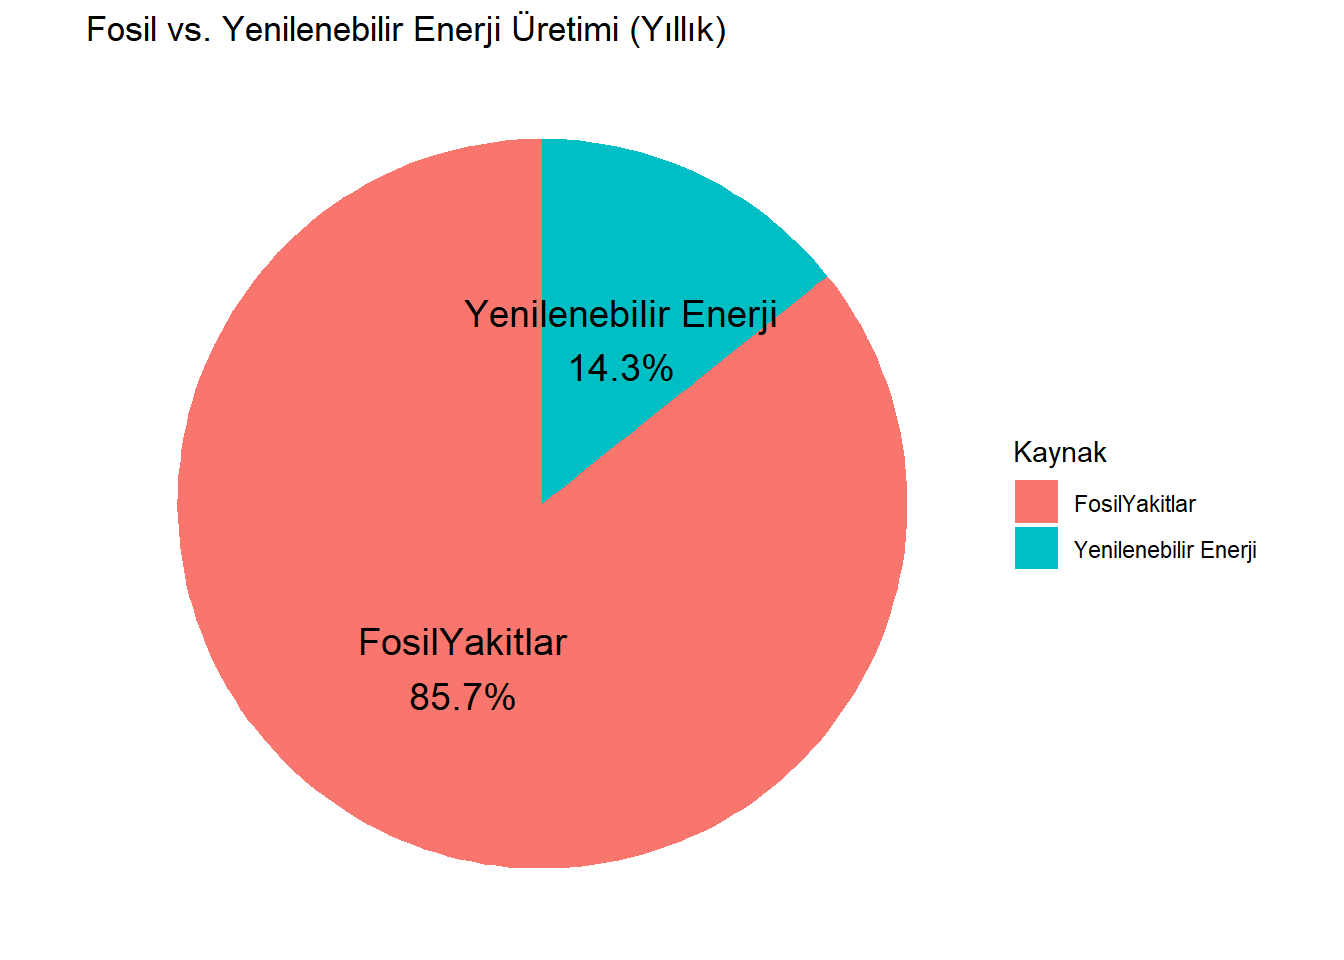 Fosil vs. Yenilenebilir Enerji Üretimi (Yıllık)
Yenilenebilir Enerji
14.3%
FosilYakitlar
85.7%
Kaynak
FosilYakitlar
Yenilenebilir Enerji